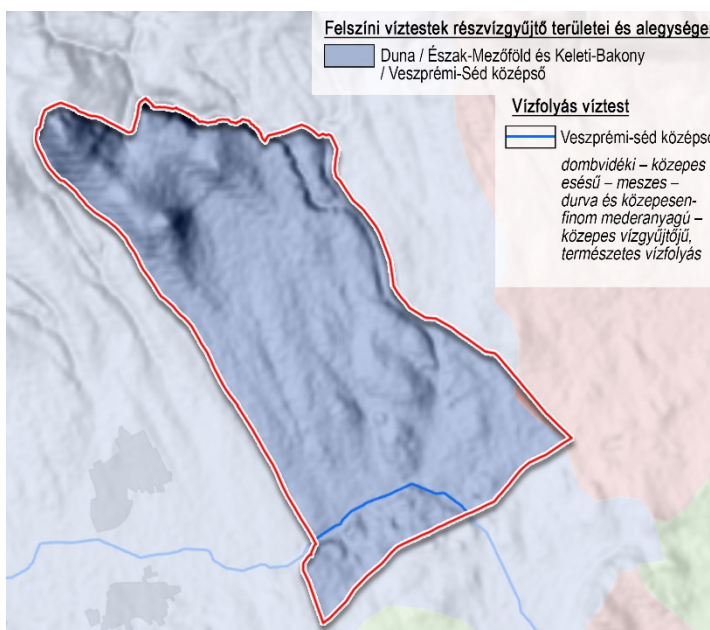 Felszíni víztestek részvízgyűjtő területei és alegységei
Duna / Észak-Mezőföld és Keleti-Bakony
/ Veszprémi-Séd középső
Vízfolyás víztest
Veszprémi-séd középső
dombvidéki – közepes
esésű – meszes –
durva és közepesen-
finom mederanyagú –
közepes vízgyűjtőjű,
természetes vízfolyás